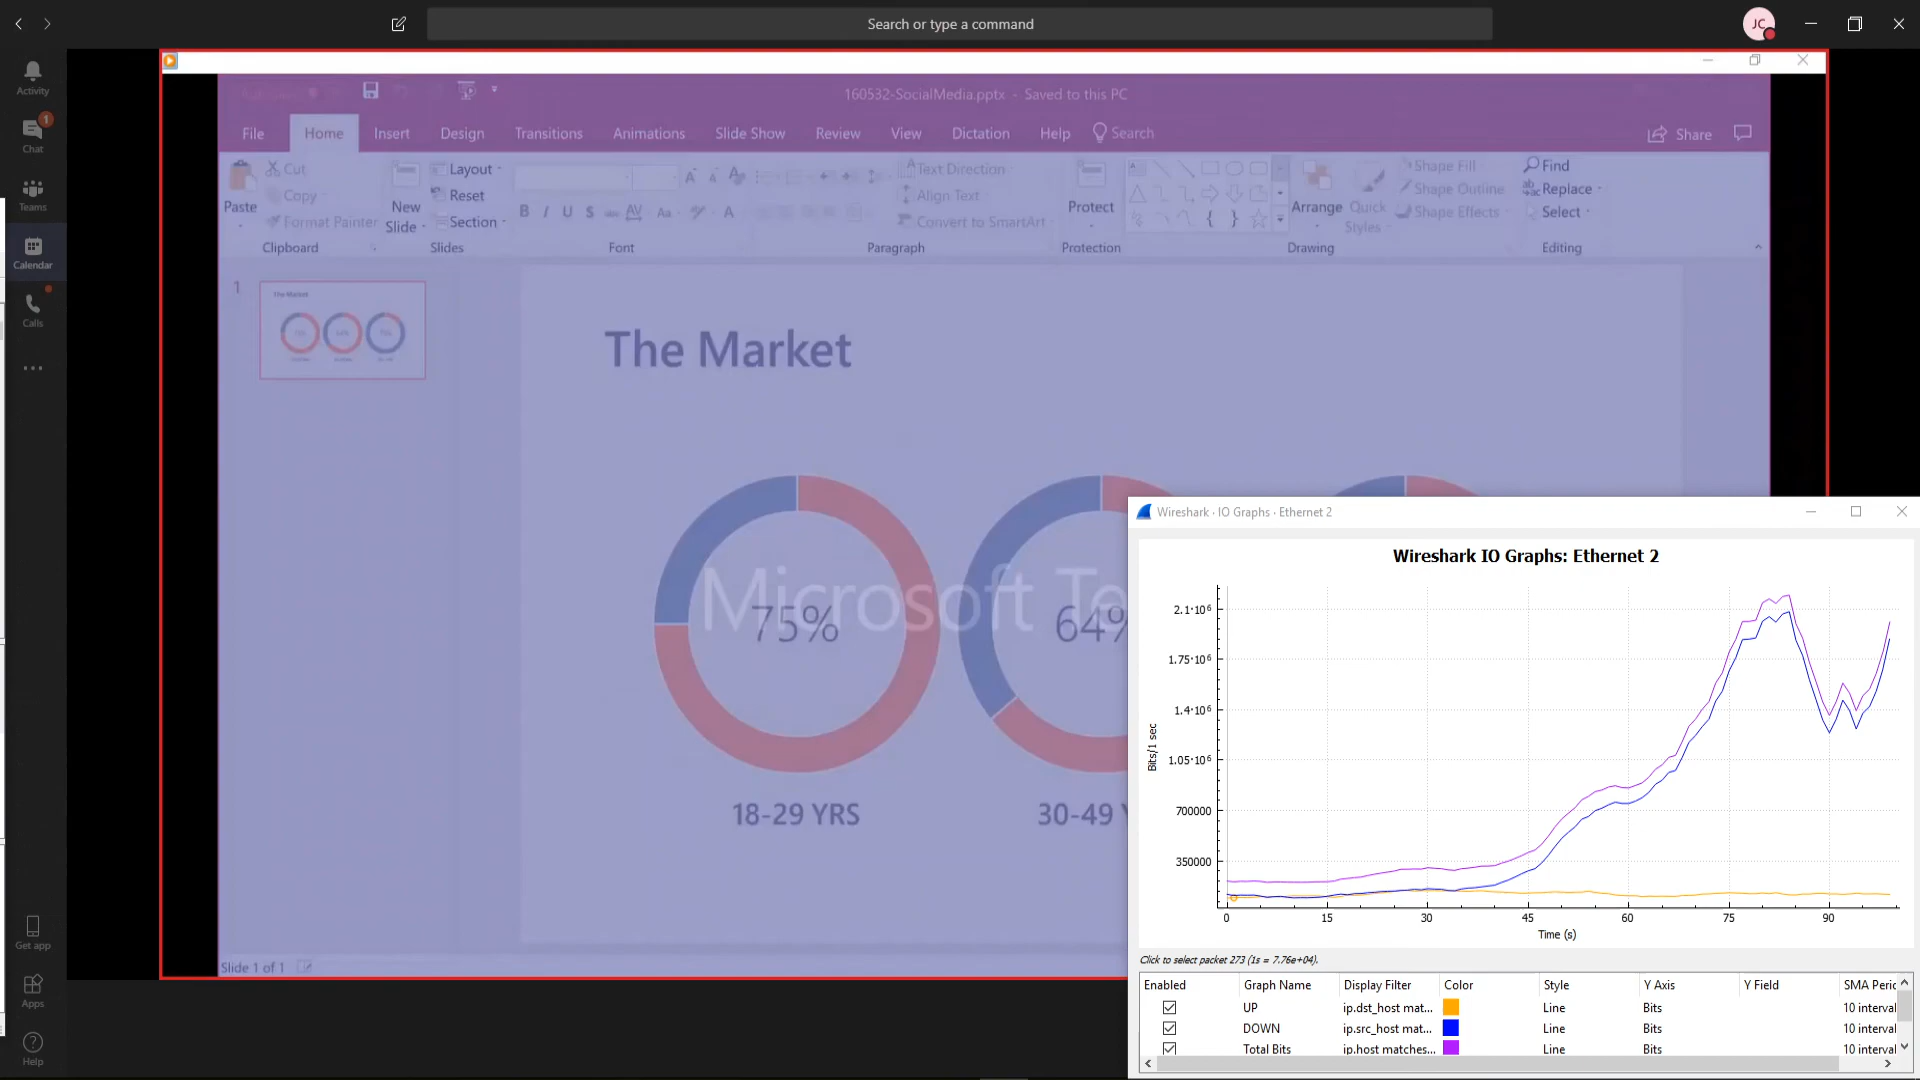 Search or type a command
JC
Activity
1
Chat
Teams
Calendar
Calls
Get app
Apps
Help
160532-SocialMedia.pptx - Saved to this PC
File Home Insert Design Transitions Animations Slide Show Review View Dictation Help Search Share
Paste
Cut
Copy
Format Painter
Clipboard
New
Slide
Layout
Reset
Section
Slides
B I U S abc AV Aa A
Font
Text Direction
Align Text
Convert to SmartArt
Paragraph
Protect
Protection
Arrange
Quick
Styles
Shape Fill
Shape Outline
Shape Effects
Drawing
Find
Replace
Select
Editing
1
The Market
The Market
Microsoft Te
75%
64%
18-29 YRS
30-49 Y
Slide 1 of 1
Wireshark · IO Graphs · Ethernet 2
Wireshark IO Graphs: Ethernet 2
2.1·10⁶
1.75·10⁶
1.4·10⁶
1.05·10⁶
700000
350000
Bits/1 sec
0 15 30 45 60 75 90
Time (s)
Click to select packet 273 (1s = 7.76e+04).
Enabled Graph Name Display Filter Color Style Y Axis Y Field SMA Peric
UP ip.dst_host mat... Line Bits 10 interval
DOWN ip.src_host mat... Line Bits 10 interval
Total Bits ip.host matches... Line Bits 10 interval